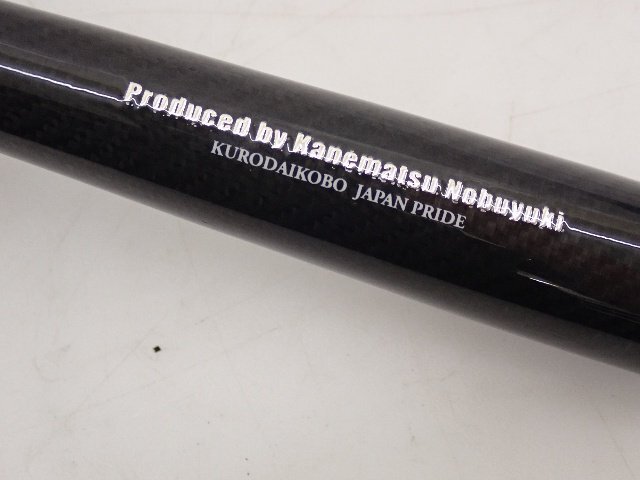 Produced by Kanematsu Nobuyuki
KURODAIKOBO JAPAN PRIDE